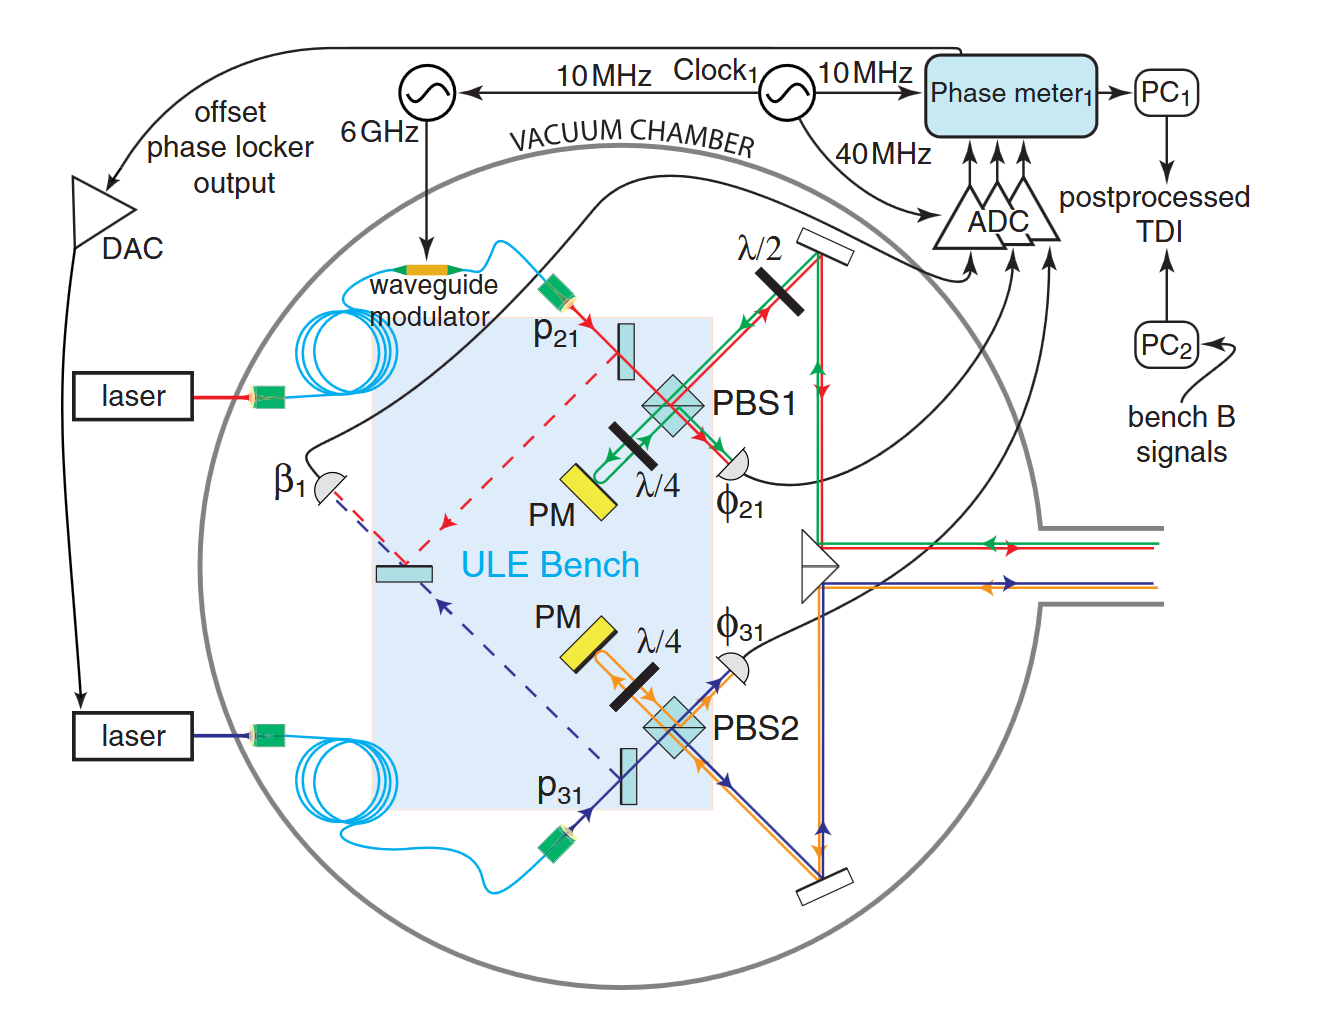 10 MHz
Clock₁
10 MHz
Phase meter₁
PC₁
offset
phase locker
output
6 GHz
VACUUM CHAMBER
40 MHz
ADC
postprocessed
TDI
DAC
λ/2
waveguide
modulator
p₂₁
PC₂
laser
PBS1
bench B
signals
β₁
λ/4
ϕ₂₁
PM
ULE Bench
PM
ϕ₃₁
λ/4
laser
PBS2
p₃₁